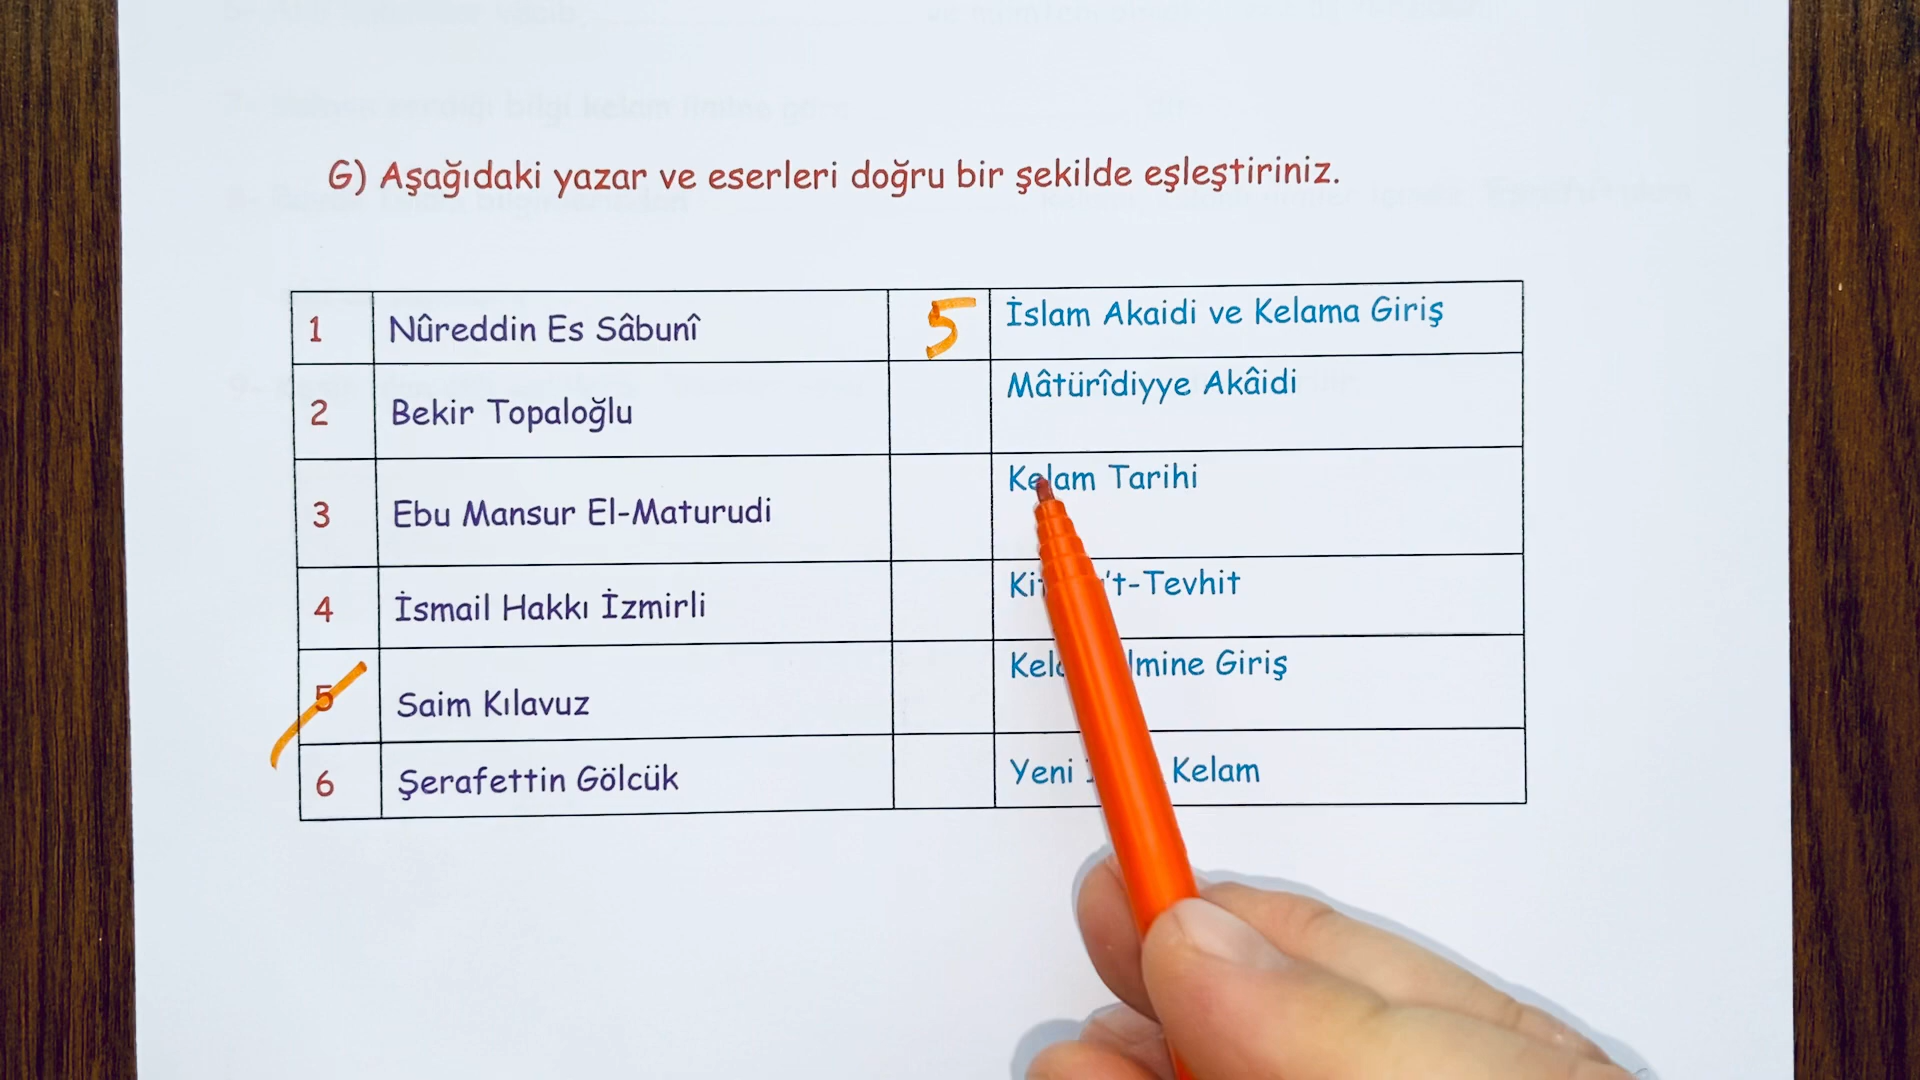 G) Aşağıdaki yazar ve eserleri doğru bir şekilde eşleştiriniz.
1 Nûreddin Es Sâbunî 5 İslam Akaidi ve Kelama Giriş
2 Bekir Topaloğlu Mâtürîdiyye Akâidi
3 Ebu Mansur El-Maturudi Kelam Tarihi
4 İsmail Hakkı İzmirli 't-Tevhit
5 Saim Kılavuz Giriş
6 Şerafettin Gölcük Yeni Kelam